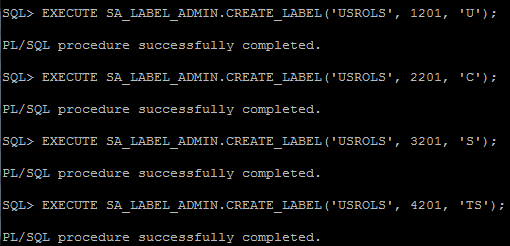 SQL> EXECUTE SA_LABEL_ADMIN.CREATE_LABEL('USROLS', 1201, 'U');
PL/SQL procedure successfully completed.
SQL> EXECUTE SA_LABEL_ADMIN.CREATE_LABEL('USROLS', 2201, 'C');
PL/SQL procedure successfully completed.
SQL> EXECUTE SA_LABEL_ADMIN.CREATE_LABEL('USROLS', 3201, 'S');
PL/SQL procedure successfully completed.
SQL> EXECUTE SA_LABEL_ADMIN.CREATE_LABEL('USROLS', 4201, 'TS');
PL/SQL procedure successfully completed.